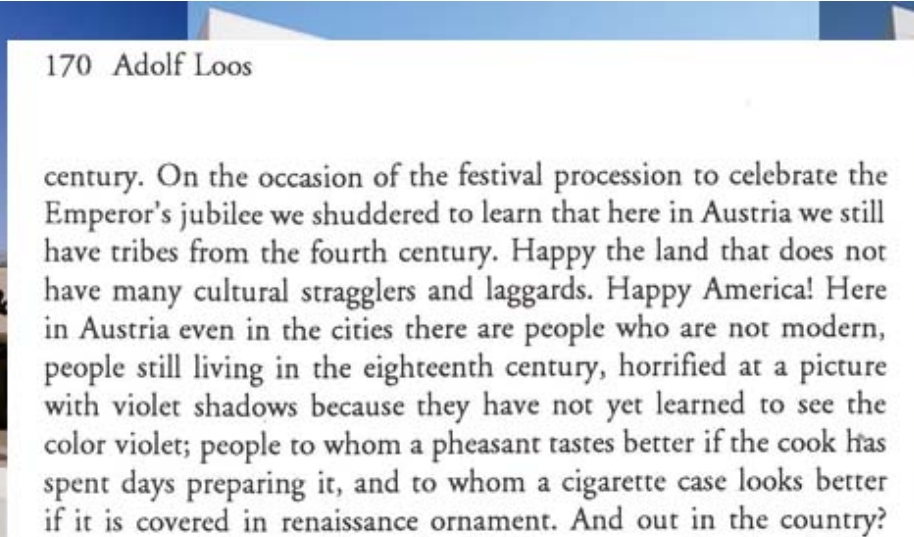 170 Adolf Loos
century. On the occasion of the festival procession to celebrate the
Emperor's jubilee we shuddered to learn that here in Austria we still
have tribes from the fourth century. Happy the land that does not
have many cultural stragglers and laggards. Happy America! Here
in Austria even in the cities there are people who are not modern,
people still living in the eighteenth century, horrified at a picture
with violet shadows because they have not yet learned to see the
color violet; people to whom a pheasant tastes better if the cook has
spent days preparing it, and to whom a cigarette case looks better
if it is covered in renaissance ornament. And out in the country?